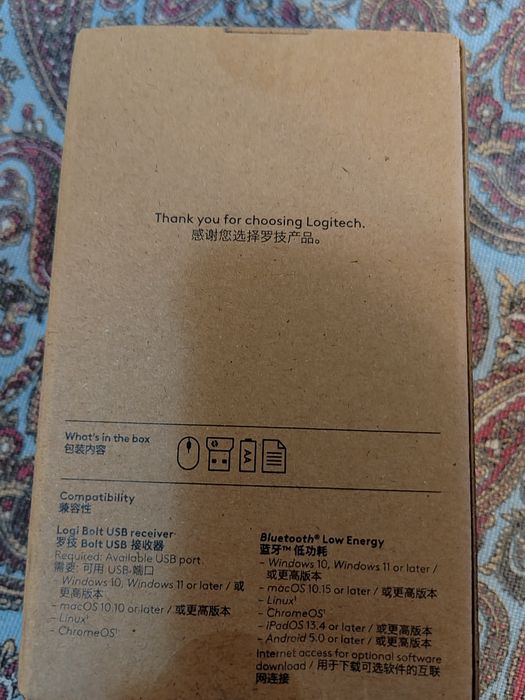 Thank you for choosing Logitech.
感谢您选择罗技产品。
What's in the box
包装内容
AA
Compatibility
兼容性
Logi Bolt USB receiver
罗技 Bolt USB 接收器
Required: Available USB port
需要: 可用 USB 端口
- Windows 10, Windows 11 or later / 或
更高版本
- macOS 10.10 or later / 或更高版本
- Linux¹
- ChromeOS¹
Bluetooth® Low Energy
蓝牙™ 低功耗
- Windows 10, Windows 11 or later /
或更高版本
- macOS 10.15 or later / 或更高版本
- Linux¹
- ChromeOS¹
- iPadOS 13.4 or later / 或更高版本
- Android 5.0 or later / 或更高版本
Internet access for optional software
download / 用于下载可选软件的互联
网连接